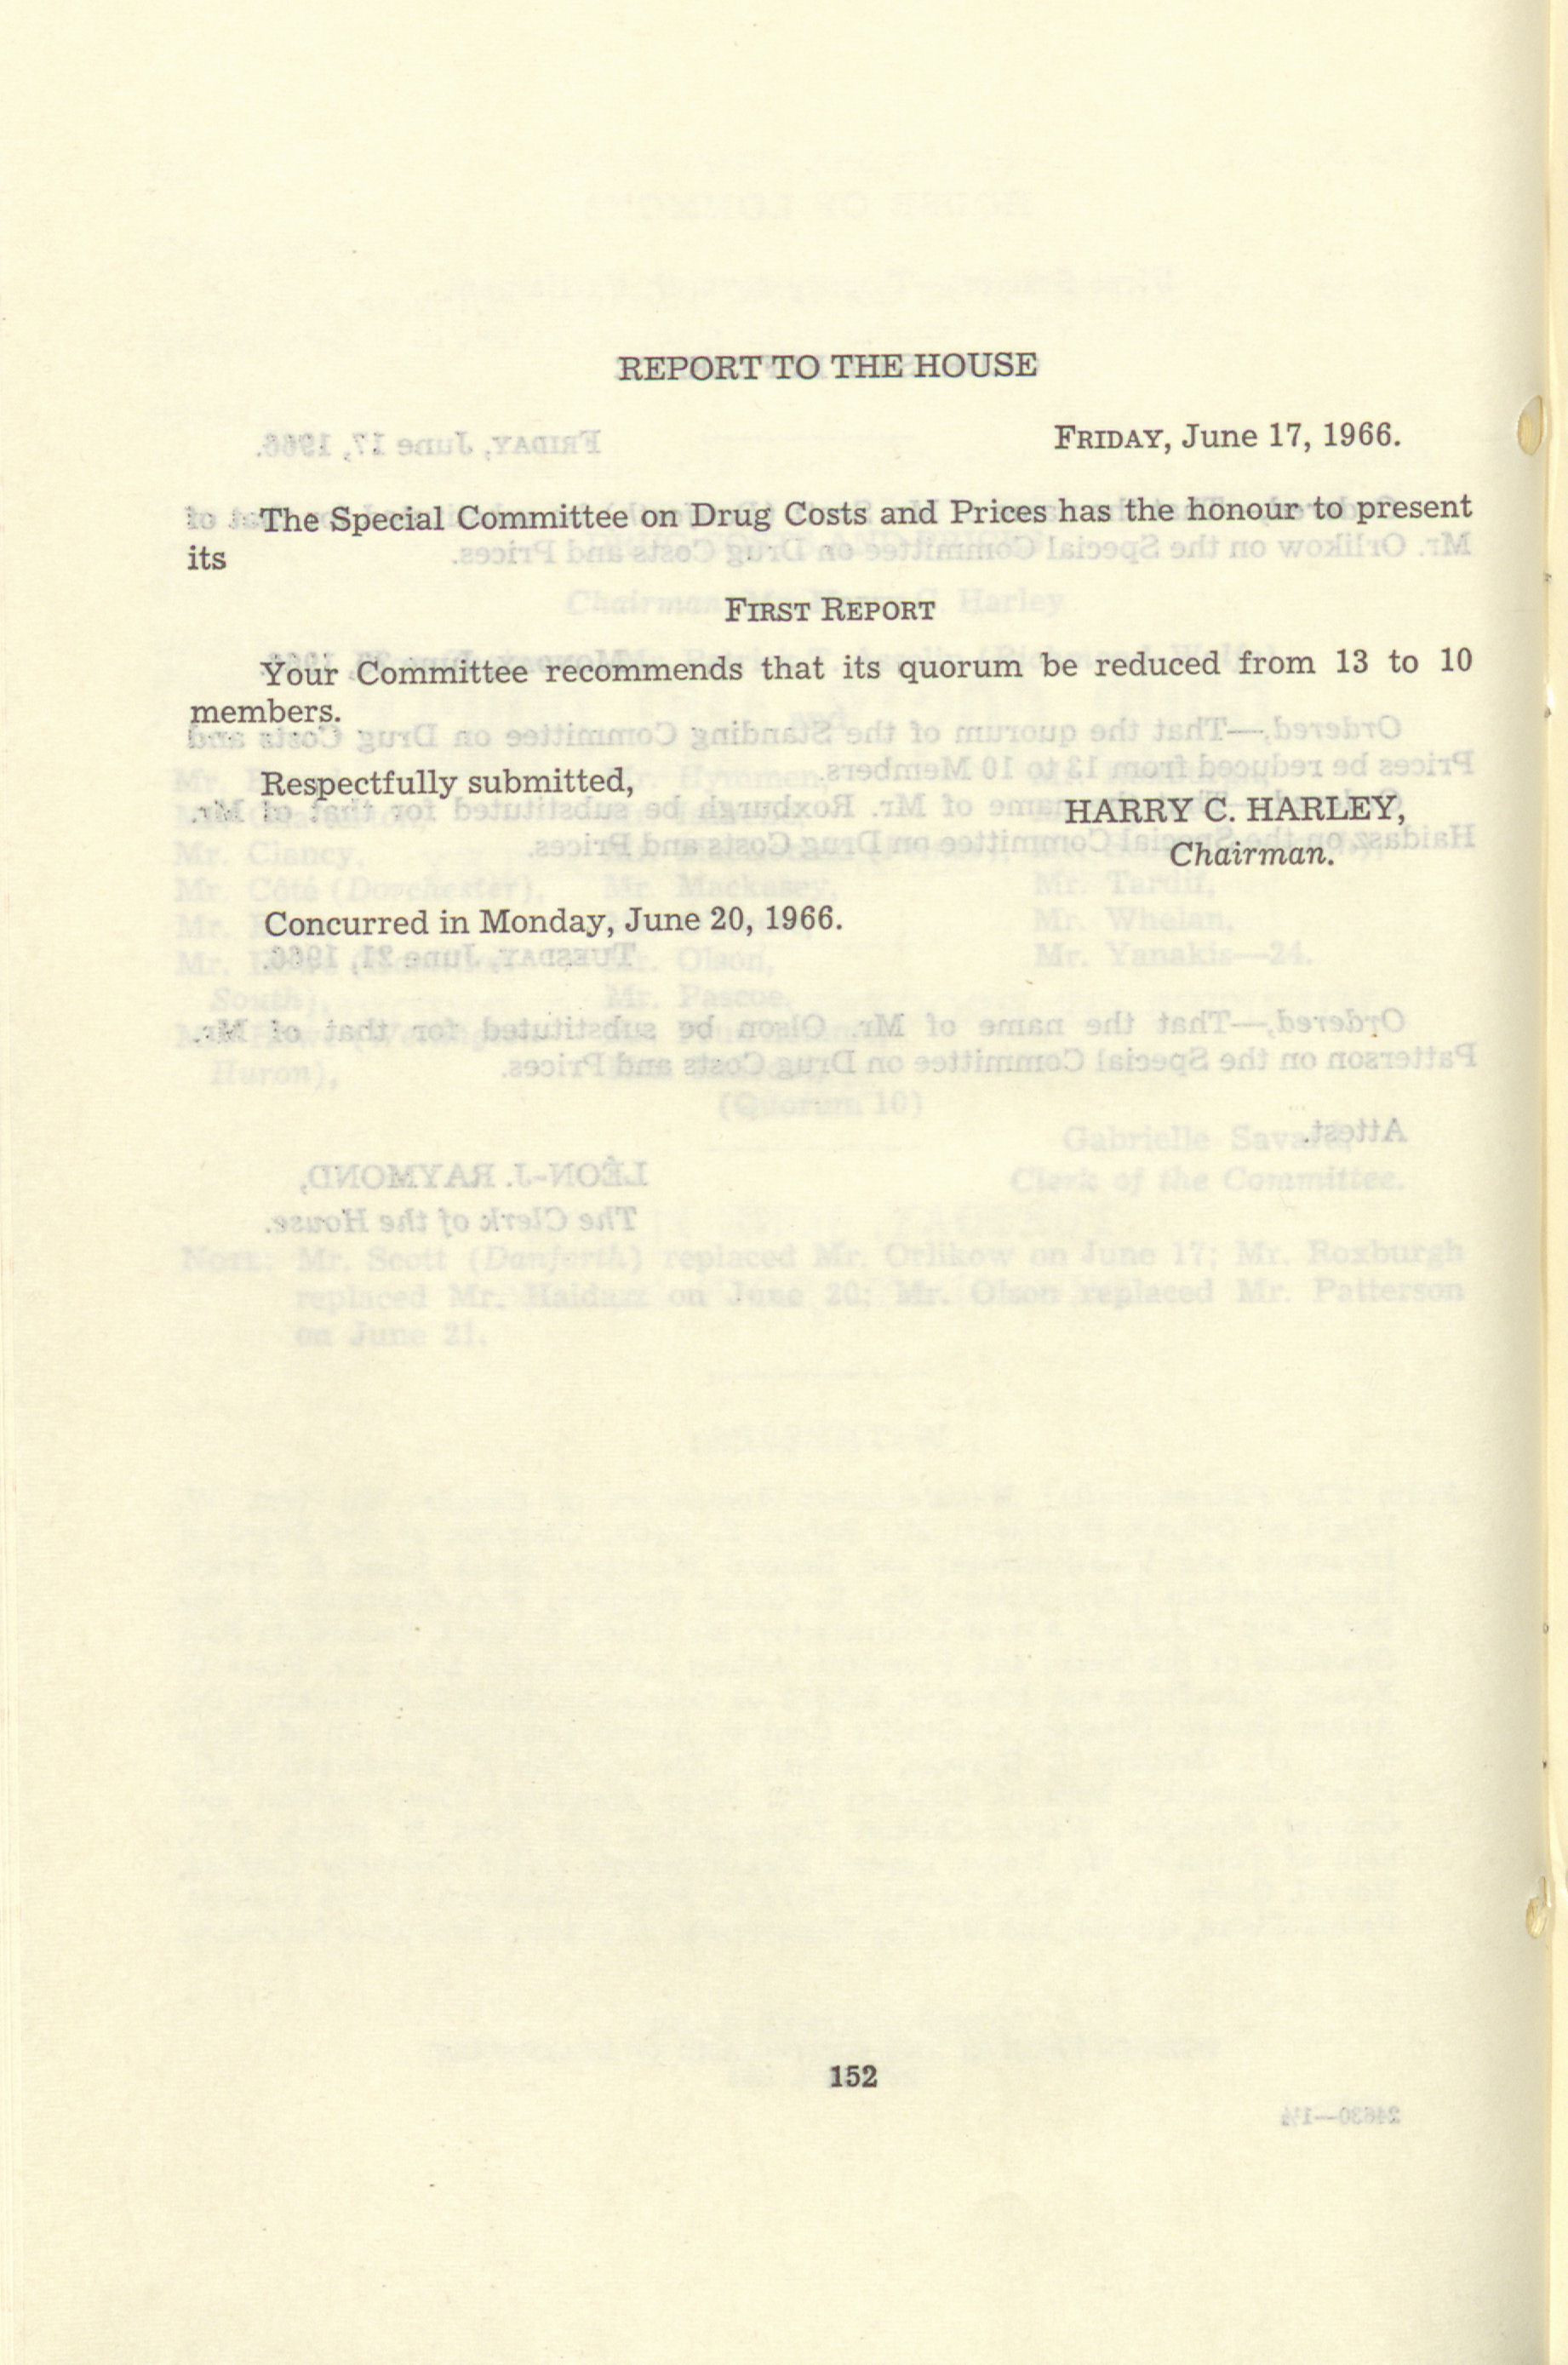 REPORT TO THE HOUSE
FRIDAY, June 17, 1966.
The Special Committee on Drug Costs and Prices has the honour to present
its
FIRST REPORT
Your Committee recommends that its quorum be reduced from 13 to 10
members.
Respectfully submitted,
HARRY C. HARLEY,
Chairman.
Concurred in Monday, June 20, 1966.
152